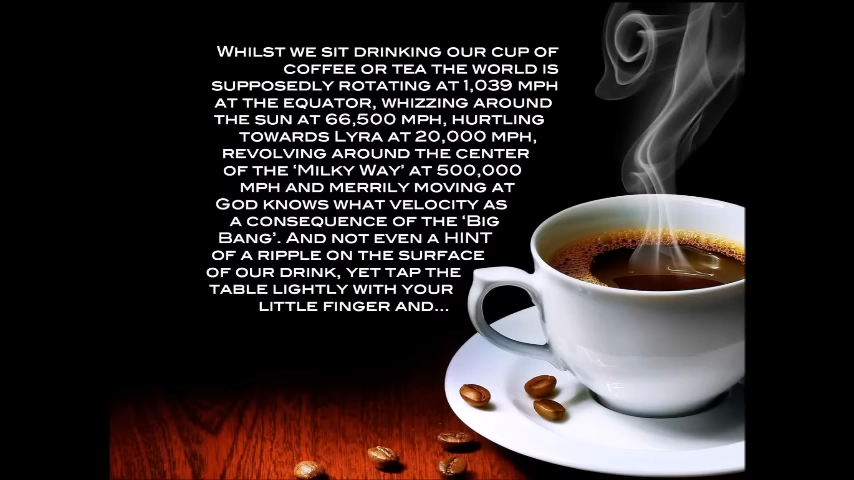 Whilst we sit drinking our cup of
coffee or tea the world is
supposedly rotating at 1,039 mph
at the equator, whizzing around
the sun at 66,500 mph, hurtling
towards Lyra at 20,000 mph,
revolving around the center
of the ‘Milky Way’ at 500,000
mph and merrily moving at
God knows what velocity as
a consequence of the ‘Big
Bang’. And not even a HINT
of a ripple on the surface
of our drink, yet tap the
table lightly with your
little finger and...